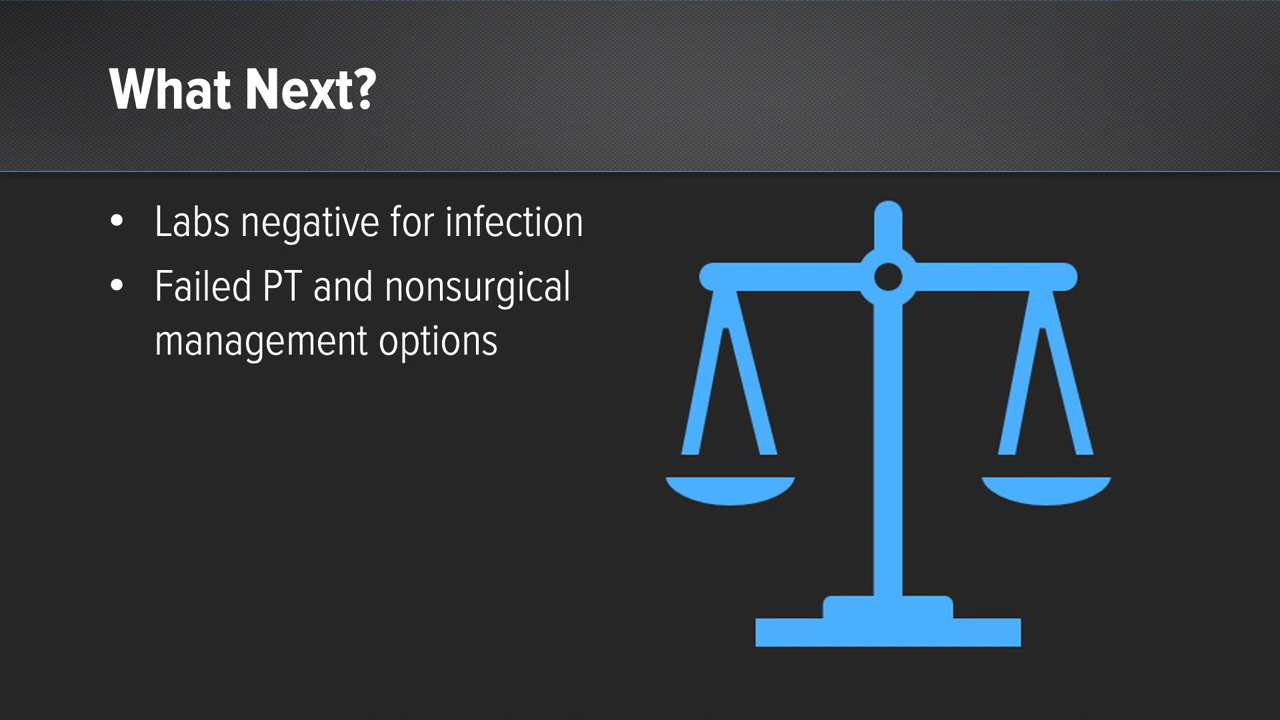 What Next?
• Labs negative for infection
• Failed PT and nonsurgical
management options